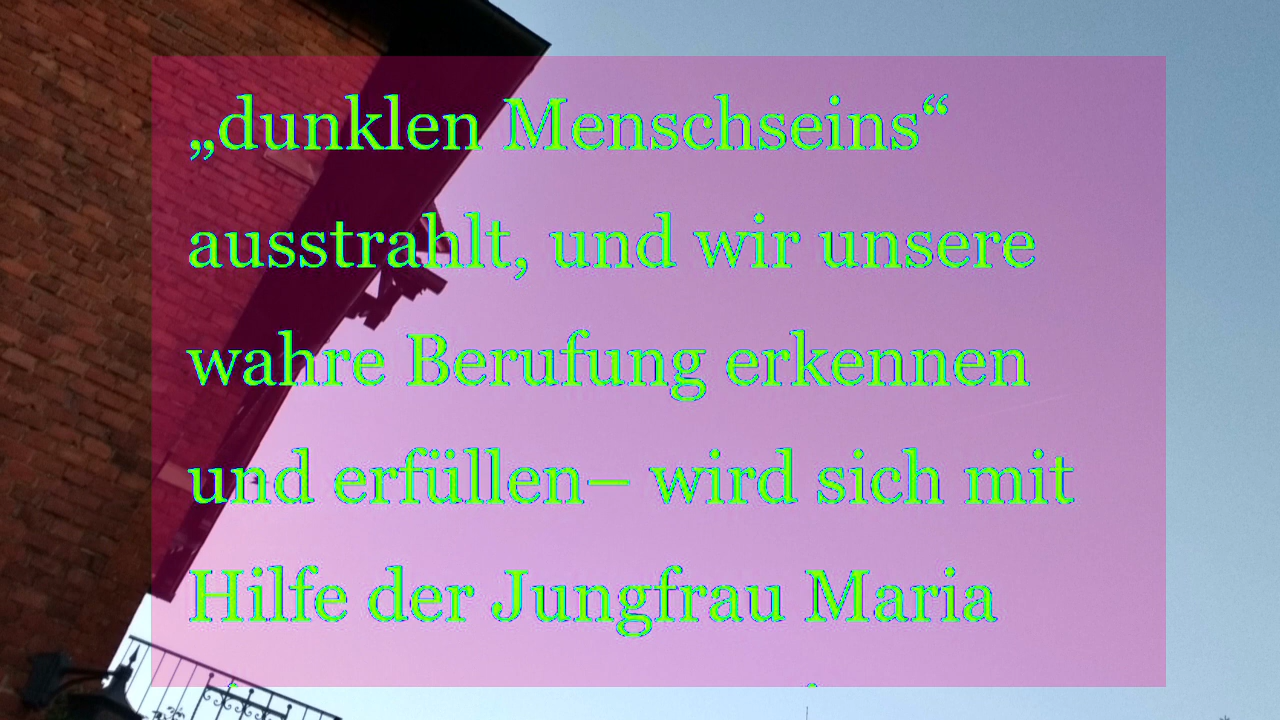 „dunklen Menschseins“
ausstrahlt, und wir unsere
wahre Berufung erkennen
und erfüllen– wird sich mit
Hilfe der Jungfrau Maria